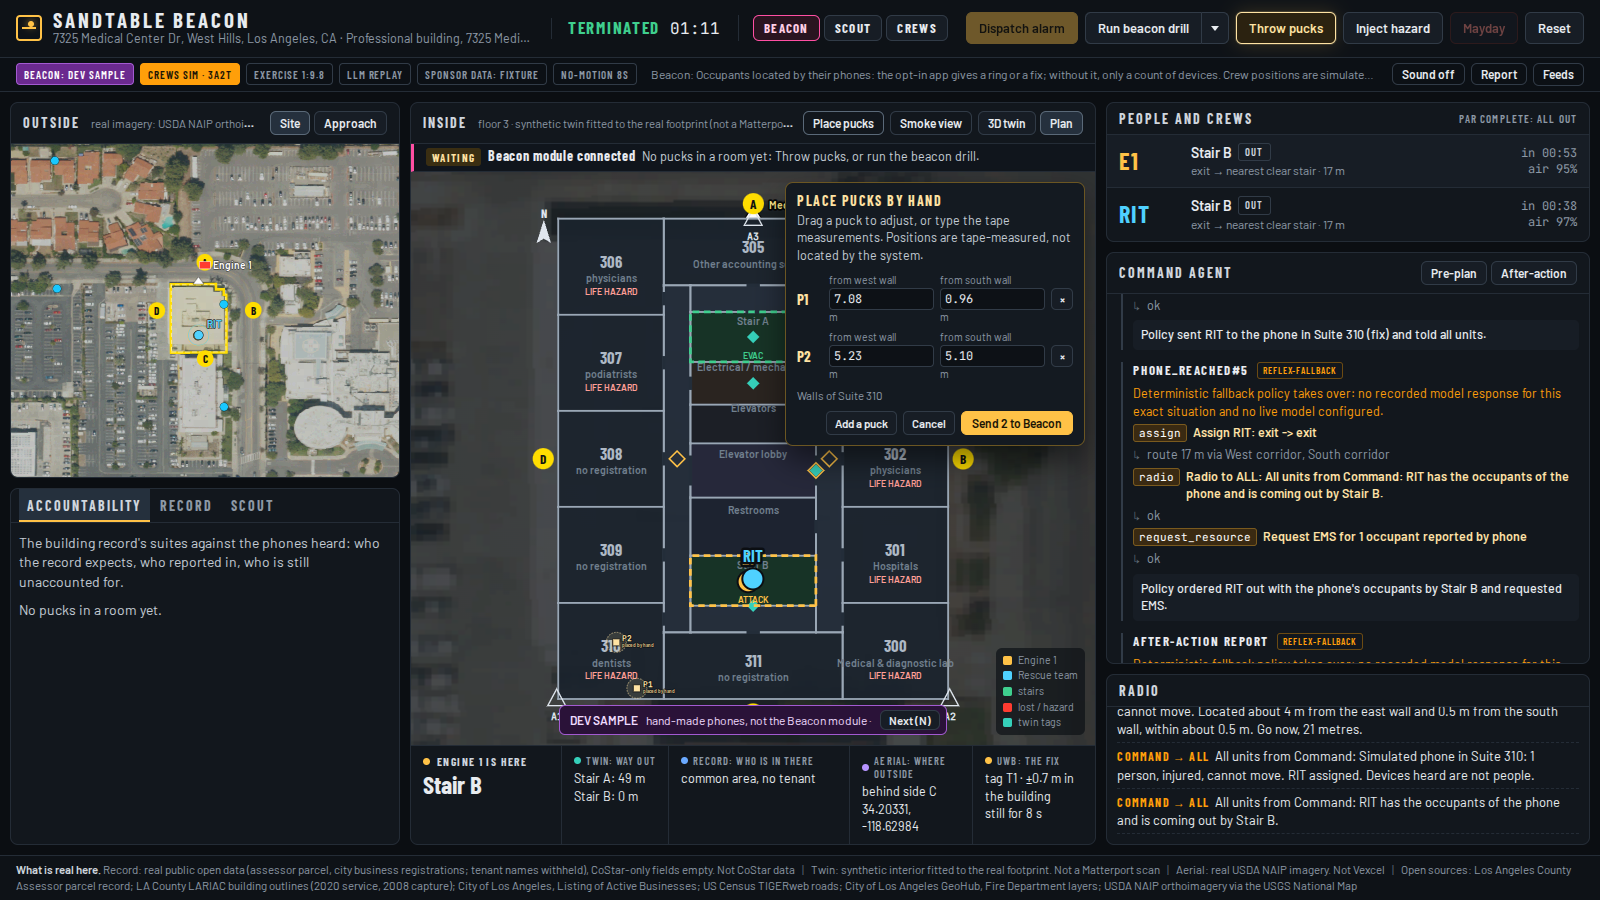 SANDTABLE BEACON
7325 Medical Center Dr, West Hills, Los Angeles, CA · Professional building, 7325 Medi...
TERMINATED 01:11
BEACON SCOUT CREWS
Dispatch alarm Run beacon drill Throw pucks Inject hazard Mayday Reset
BEACON: DEV SAMPLE CREWS SIM · 3A2T EXERCISE 1:9.8 LLM REPLAY SPONSOR DATA: FIXTURE NO-MOTION 8S
Beacon: Occupants located by their phones: the opt-in app gives a ring or a fix; without it, only a count of devices. Crew positions are simulate...
Sound off Report Feeds
OUTSIDE real imagery: USDA NAIP orthoi... Site Approach
Engine 1
D
B
RIT
C
ACCOUNTABILITY RECORD SCOUT
The building record's suites against the phones heard: who
the record expects, who reported in, who is still
unaccounted for.
No pucks in a room yet.
INSIDE floor 3 · synthetic twin fitted to the real footprint (not a Matterpo... Place pucks Smoke view 3D twin Plan
WAITING Beacon module connected No pucks in a room yet: Throw pucks, or run the beacon drill.
N
A
A3
305
Other accounting s
306
physicians
LIFE HAZARD
Stair A
EVAC
307
podiatrists
LIFE HAZARD
Electrical / mecha
Elevators
D
308
no registration
Elevator lobby
302
physicians
LIFE HAZARD
B
Restrooms
309
no registration
RIT
ATTACK
301
Hospitals
LIFE HAZARD
P2
placed by hand
310
dentists
LIFE HAZARD
P1
placed by hand
311
no registration
300
Medical & diagnostic lab
LIFE HAZARD
A2
PLACE PUCKS BY HAND
Drag a puck to adjust, or type the tape
measurements. Positions are tape-measured, not
located by the system.
from west wall from south wall
P1 7.08 0.96 ×
m m
from west wall from south wall
P2 5.23 5.10 ×
m m
Walls of Suite 310
Add a puck Cancel Send 2 to Beacon
Engine 1
Rescue team
stairs
lost / hazard
twin tags
DEV SAMPLE hand-made phones, not the Beacon module · Next (N)
ENGINE 1 IS HERE
Stair B
TWIN: WAY OUT
Stair A: 49 m
Stair B: 0 m
RECORD: WHO IS IN THERE
common area, no tenant
AERIAL: WHERE
OUTSIDE
behind side C
34.20331,
-118.62984
UWB: THE FIX
tag T1 · ±0.7 m in
the building
still for 8 s
PEOPLE AND CREWS PAR COMPLETE: ALL OUT
E1 Stair B OUT in 00:53
exit → nearest clear stair · 17 m air 95%
RIT Stair B OUT in 00:38
exit → nearest clear stair · 17 m air 97%
COMMAND AGENT Pre-plan After-action
↳ ok
Policy sent RIT to the phone in Suite 310 (fix) and told all units.
PHONE_REACHED#5 REFLEX-FALLBACK
Deterministic fallback policy takes over: no recorded model response for this
exact situation and no live model configured.
assign Assign RIT: exit -> exit
↳ route 17 m via West corridor, South corridor
radio Radio to ALL: All units from Command: RIT has the occupants of the
phone and is coming out by Stair B.
↳ ok
request_resource Request EMS for 1 occupant reported by phone
↳ ok
Policy ordered RIT out with the phone's occupants by Stair B and requested
EMS.
AFTER-ACTION REPORT REFLEX-FALLBACK
Deterministic fallback policy takes over: no recorded model response for this
RADIO
cannot move. Located about 4 m from the east wall and 0.5 m from the south
wall, within about 0.5 m. Go now, 21 metres.
COMMAND → ALL All units from Command: Simulated phone in Suite 310: 1
person, injured, cannot move. RIT assigned. Devices heard are not people.
COMMAND → ALL All units from Command: RIT has the occupants of the phone
and is coming out by Stair B.
What is real here. Record: real public open data (assessor parcel, city business registrations; tenant names withheld), CoStar-only fields empty. Not CoStar data | Twin: synthetic interior fitted to the real footprint. Not a Matterport scan | Aerial: real USDA NAIP imagery. Not Vexcel | Open sources: Los Angeles County
Assessor parcel record; LA County LARIAC building outlines (2020 service, 2008 capture); City of Los Angeles, Listing of Active Businesses; US Census TIGERweb roads; City of Los Angeles GeoHub, Fire Department layers; USDA NAIP orthoimagery via the USGS National Map